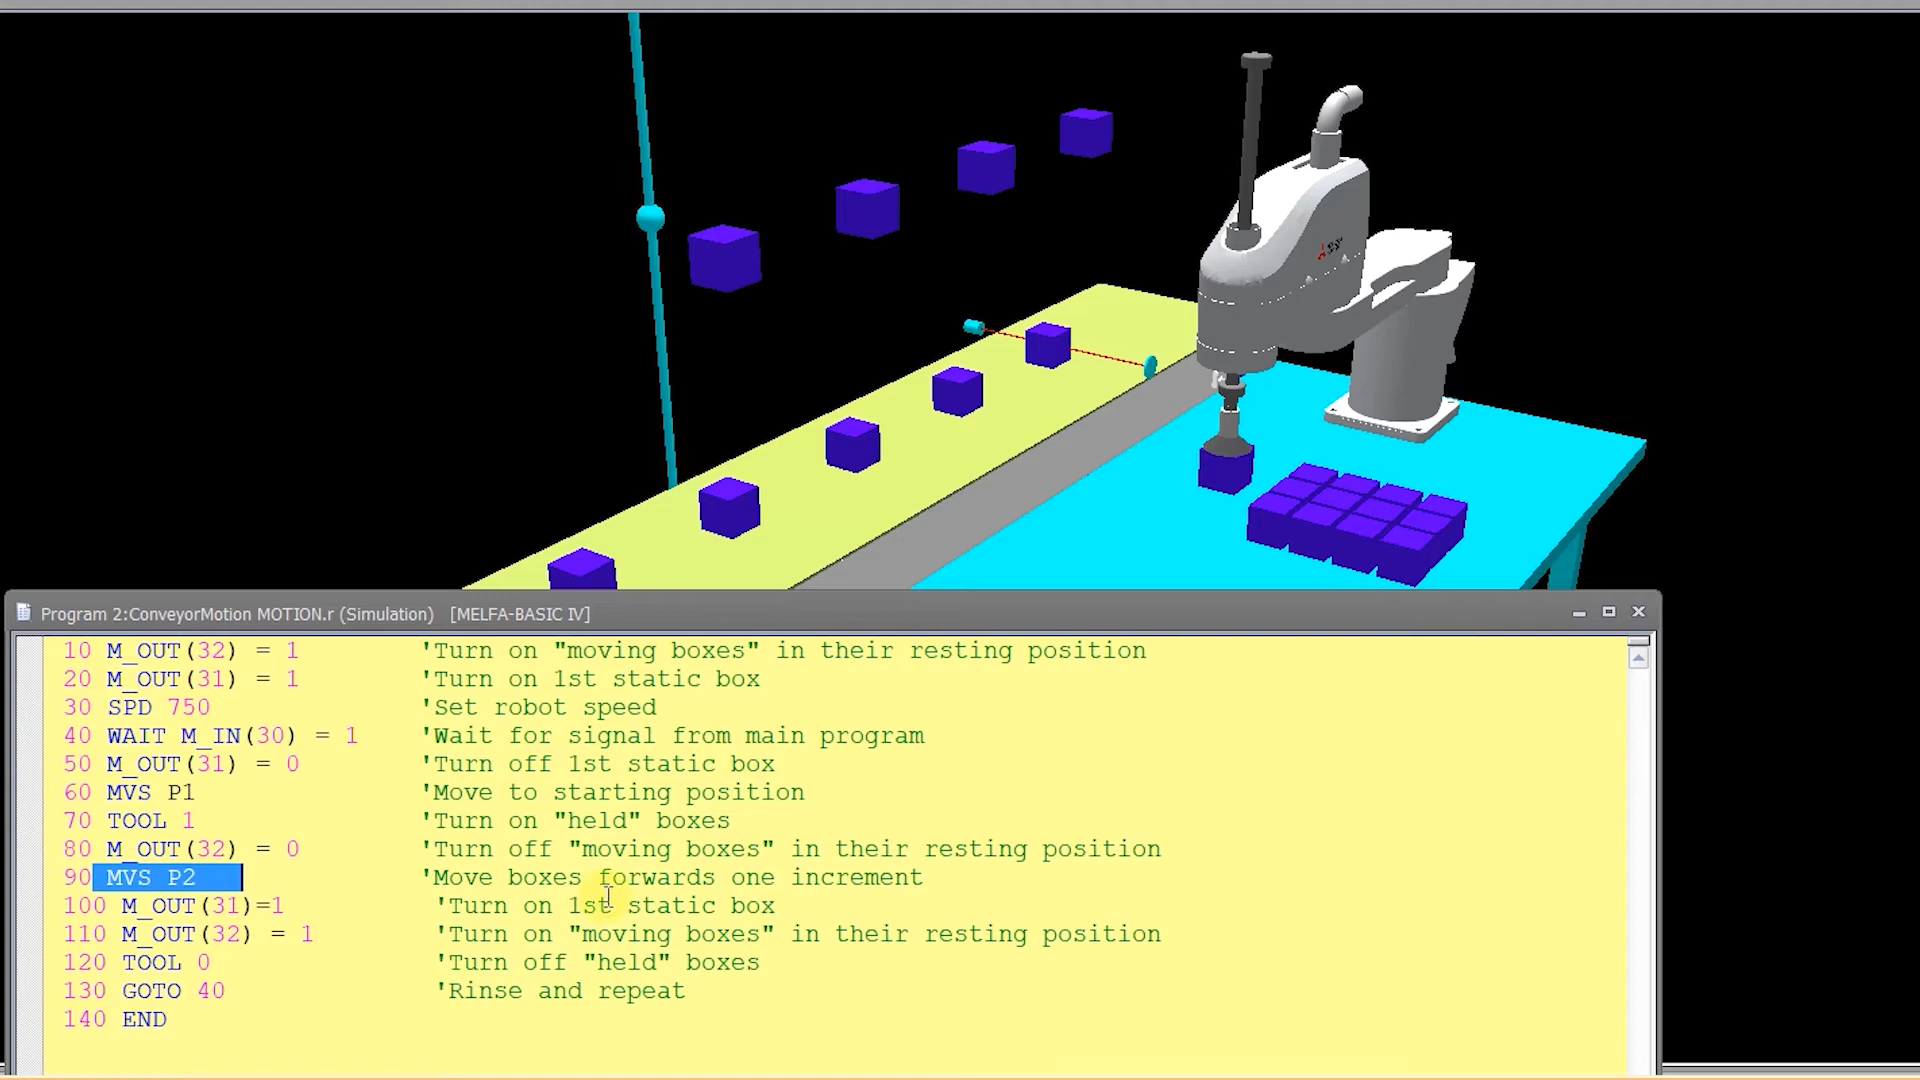 Program 2:ConveyorMotion MOTION.r (Simulation) [MELFA-BASIC IV]
10 M_OUT(32) = 1 'Turn on "moving boxes" in their resting position
20 M_OUT(31) = 1 'Turn on 1st static box
30 SPD 750 'Set robot speed
40 WAIT M_IN(30) = 1 'Wait for signal from main program
50 M_OUT(31) = 0 'Turn off 1st static box
60 MVS P1 'Move to starting position
70 TOOL 1 'Turn on "held" boxes
80 M_OUT(32) = 0 'Turn off "moving boxes" in their resting position
90 MVS P2 'Move boxes forwards one increment
100 M_OUT(31)=1 'Turn on 1st static box
110 M_OUT(32) = 1 'Turn on "moving boxes" in their resting position
120 TOOL 0 'Turn off "held" boxes
130 GOTO 40 'Rinse and repeat
140 END